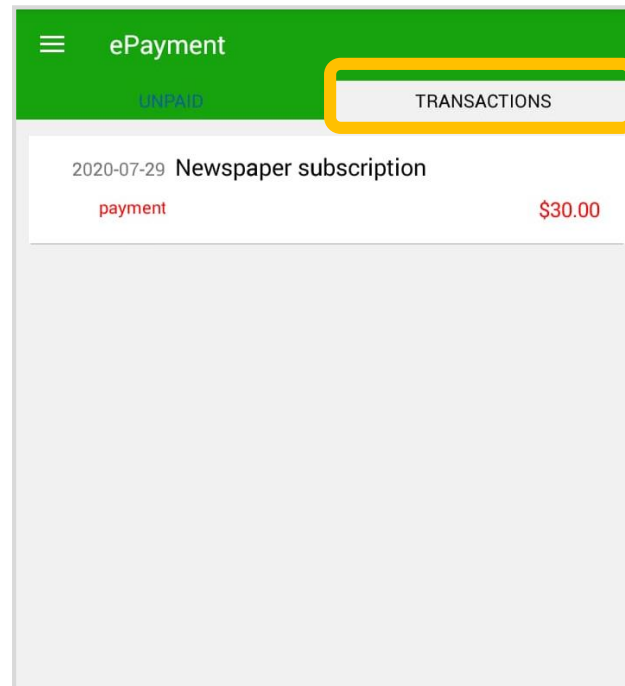 ePayment
UNPAID TRANSACTIONS
2020-07-29 Newspaper subscription
payment $30.00